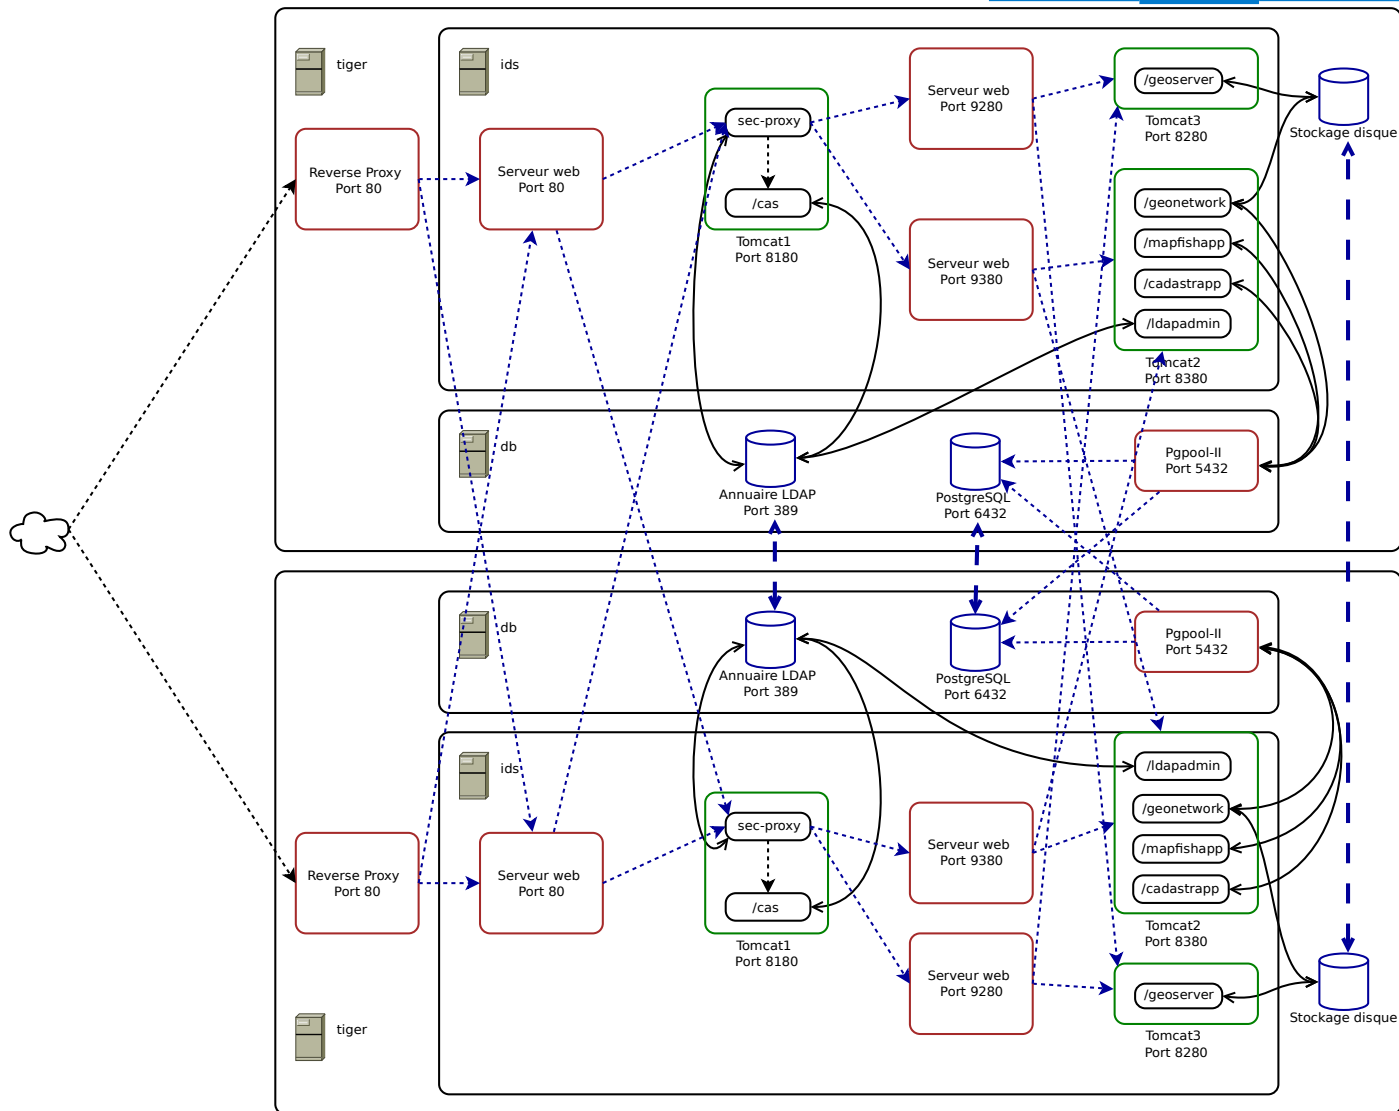 tiger
ids
Reverse Proxy
Port 80
Serveur web
Port 80
sec-proxy
/cas
Tomcat1
Port 8180
Serveur web
Port 9280
Serveur web
Port 9380
/geoserver
Tomcat3
Port 8280
/geonetwork
/mapfishapp
/cadastrapp
/ldapadmin
Tomcat2
Port 8380
Stockage disque
db
Annuaire LDAP
Port 389
PostgreSQL
Port 6432
Pgpool-II
Port 5432
db
Annuaire LDAP
Port 389
PostgreSQL
Port 6432
Pgpool-II
Port 5432
ids
Reverse Proxy
Port 80
Serveur web
Port 80
sec-proxy
/cas
Tomcat1
Port 8180
Serveur web
Port 9380
Serveur web
Port 9280
/ldapadmin
/geonetwork
/mapfishapp
/cadastrapp
Tomcat2
Port 8380
/geoserver
Tomcat3
Port 8280
Stockage disque
tiger